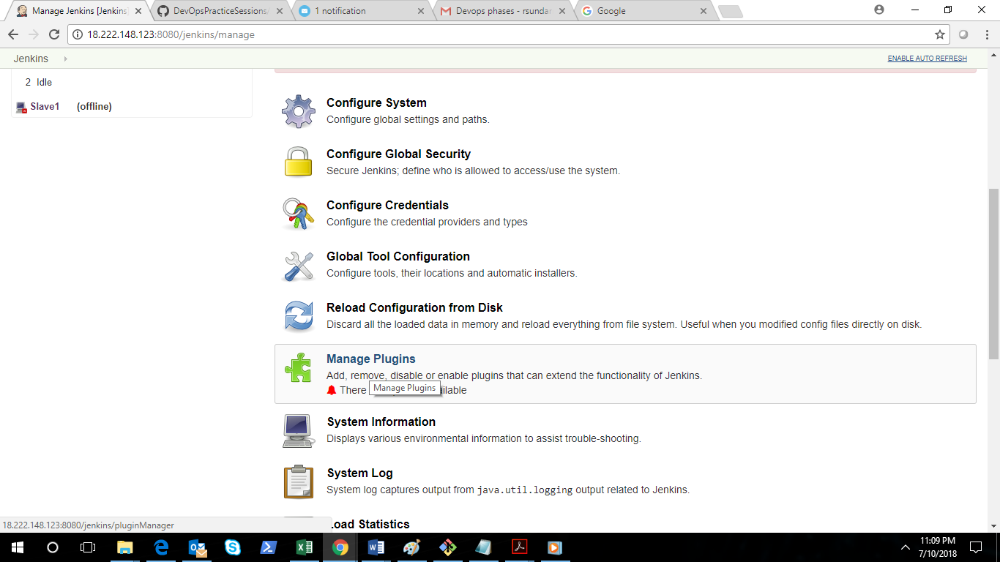 Manage Jenkins [Jenkins]
DevOpsPracticeSessions/
1 notification
Devops phases - rsundar
Google
18.222.148.123:8080/jenkins/manage
Jenkins
ENABLE AUTO REFRESH
2 Idle
Slave1 (offline)
Configure System
Configure global settings and paths.
Configure Global Security
Secure Jenkins; define who is allowed to access/use the system.
Configure Credentials
Configure the credential providers and types
Global Tool Configuration
Configure tools, their locations and automatic installers.
Reload Configuration from Disk
Discard all the loaded data in memory and reload everything from file system. Useful when you modified config files directly on disk.
Manage Plugins
Add, remove, disable or enable plugins that can extend the functionality of Jenkins.
There
Manage Plugins
ilable
System Information
Displays various environmental information to assist trouble-shooting.
System Log
System log captures output from java.util.logging output related to Jenkins.
Load Statistics
18.222.148.123:8080/jenkins/pluginManager
11:09 PM
7/10/2018